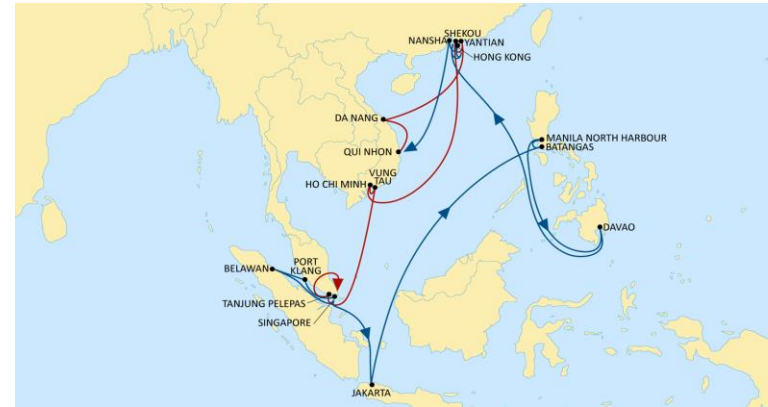 SHEKOU
NANSHA
YANTIAN
HONG KONG
DA NANG
QUI NHON
MANILA NORTH HARBOUR
BATANGAS
VUNG
TAU
HO CHI MINH
DAVAO
PORT
KLANG
BELAWAN
TANJUNG PELEPAS
SINGAPORE
JAKARTA